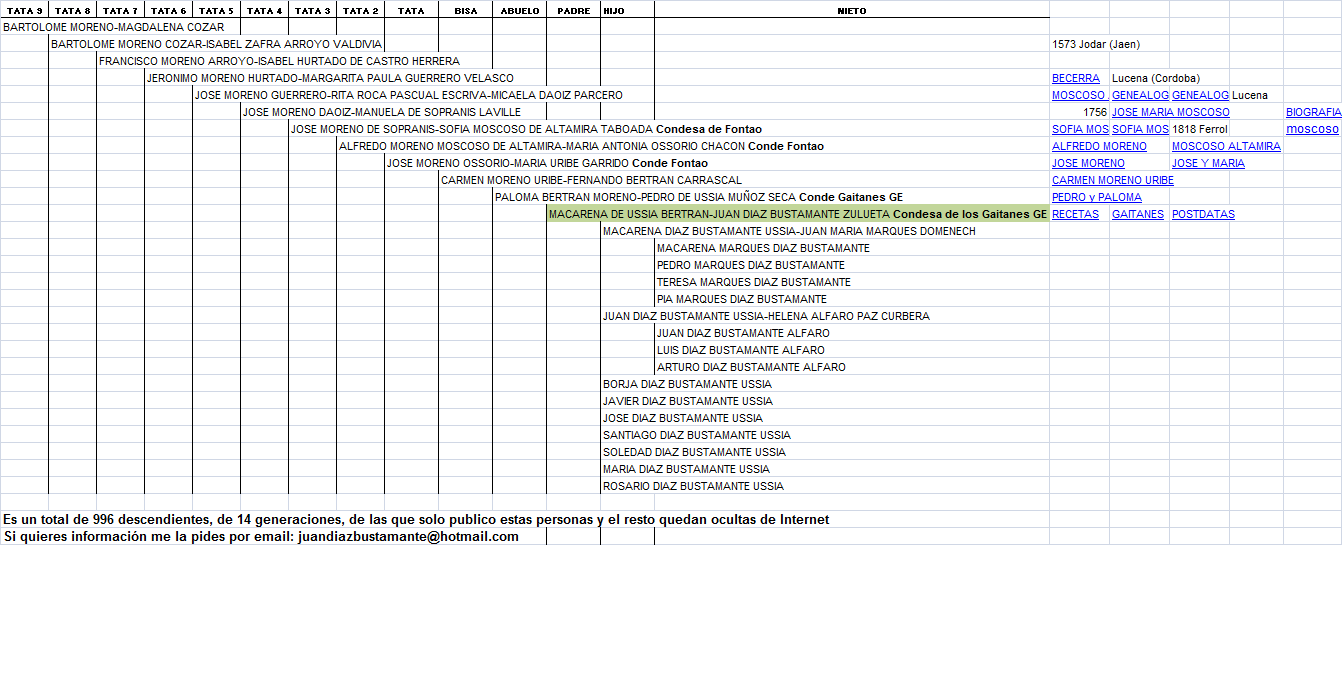 TATA 9 TATA 8 TATA 7 TATA 6 TATA 5 TATA 4 TATA 3 TATA 2 TATA BISA ABUELO PADRE HIJO NIETO
BARTOLOME MORENO-MAGDALENA COZAR
BARTOLOME MORENO COZAR-ISABEL ZAFRA ARROYO VALDIVIA 1573 Jodar (Jaen)
FRANCISCO MORENO ARROYO-ISABEL HURTADO DE CASTRO HERRERA
JERONIMO MORENO HURTADO-MARGARITA PAULA GUERRERO VELASCO BECERRA Lucena (Cordoba)
JOSE MORENO GUERRERO-RITA ROCA PASCUAL ESCRIVA-MICAELA DAOIZ PARCERO MOSCOSO GENEALOG GENEALOG Lucena
JOSE MORENO DAOIZ-MANUELA DE SOPRANIS LAVILLE 1756 JOSE MARIA MOSCOSO BIOGRAFIA
JOSE MORENO DE SOPRANIS-SOFIA MOSCOSO DE ALTAMIRA TABOADA Condesa de Fontao SOFIA MOS SOFIA MOS 1818 Ferrol moscoso
ALFREDO MORENO MOSCOSO DE ALTAMIRA-MARIA ANTONIA OSSORIO CHACON Conde Fontao ALFREDO MORENO MOSCOSO ALTAMIRA
JOSE MORENO OSSORIO-MARIA URIBE GARRIDO Conde Fontao JOSE MORENO JOSE Y MARIA
CARMEN MORENO URIBE-FERNANDO BERTRAN CARRASCAL CARMEN MORENO URIBE
PALOMA BERTRAN MORENO-PEDRO DE USSIA MUÑOZ SECA Conde Gaitanes GE PEDRO y PALOMA
MACARENA DE USSIA BERTRAN-JUAN DIAZ BUSTAMANTE ZULUETA Condesa de los Gaitanes GE RECETAS GAITANES POSTDATAS
MACARENA DIAZ BUSTAMANTE USSIA-JUAN MARIA MARQUES DOMENECH
MACARENA MARQUES DIAZ BUSTAMANTE
PEDRO MARQUES DIAZ BUSTAMANTE
TERESA MARQUES DIAZ BUSTAMANTE
PIA MARQUES DIAZ BUSTAMANTE
JUAN DIAZ BUSTAMANTE USSIA-HELENA ALFARO PAZ CURBERA
JUAN DIAZ BUSTAMANTE ALFARO
LUIS DIAZ BUSTAMANTE ALFARO
ARTURO DIAZ BUSTAMANTE ALFARO
BORJA DIAZ BUSTAMANTE USSIA
JAVIER DIAZ BUSTAMANTE USSIA
JOSE DIAZ BUSTAMANTE USSIA
SANTIAGO DIAZ BUSTAMANTE USSIA
SOLEDAD DIAZ BUSTAMANTE USSIA
MARIA DIAZ BUSTAMANTE USSIA
ROSARIO DIAZ BUSTAMANTE USSIA
Es un total de 996 descendientes, de 14 generaciones, de las que solo publico estas personas y el resto quedan ocultas de Internet
Si quieres información me la pides por email: juandiazbustamante@hotmail.com